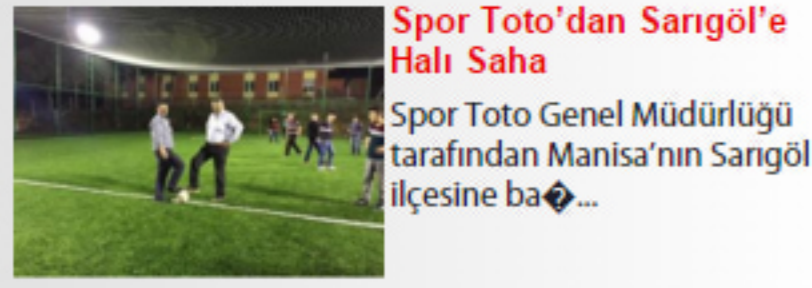 Spor Toto’dan Sarıgöl’e
Halı Saha
Spor Toto Genel Müdürlüğü
tarafından Manisa’nın Sarıgöl
ilçesine ba�...